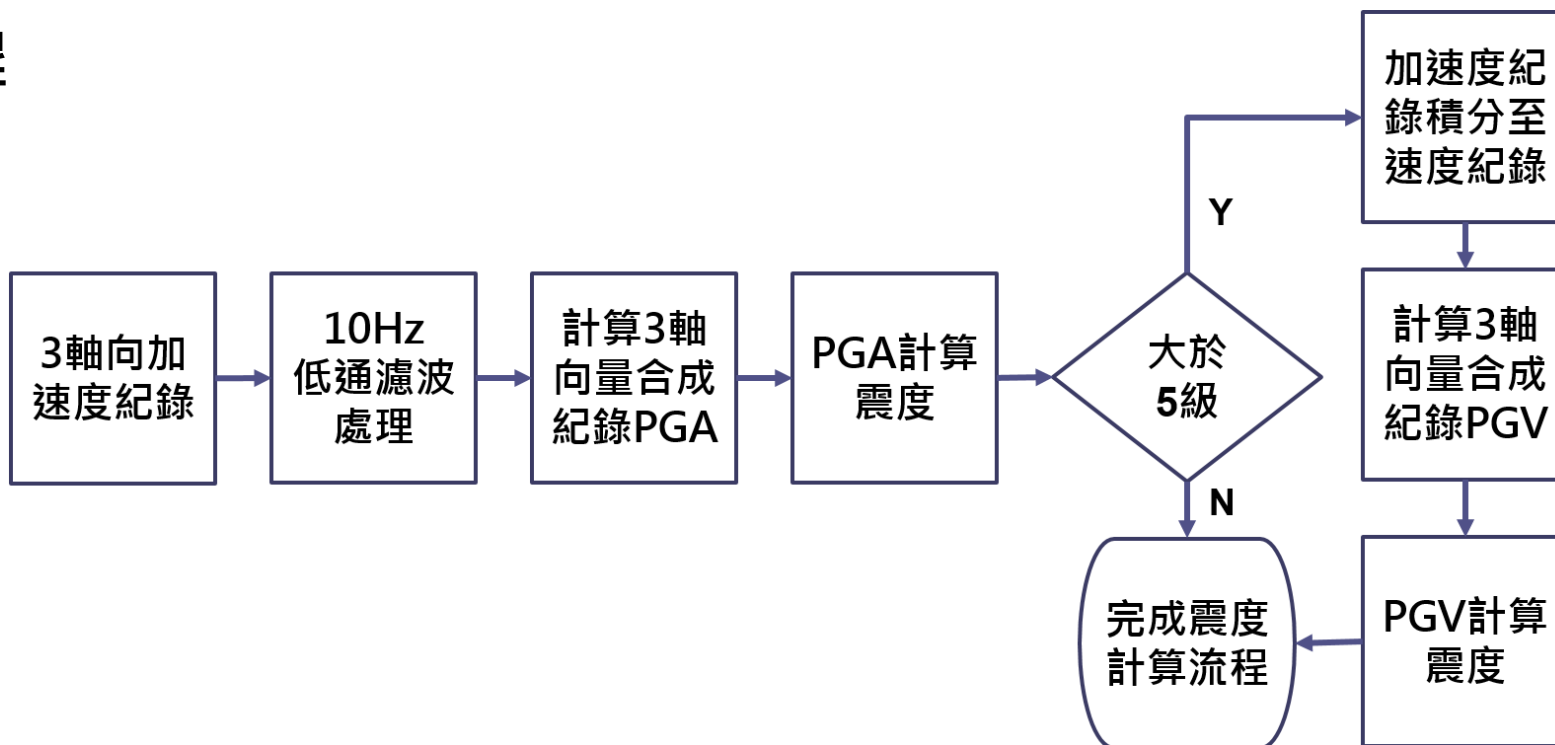 3軸向加
速度紀錄
10Hz
低通濾波
處理
計算3軸
向量合成
紀錄PGA
PGA計算
震度
大於
5級
Y
N
加速度紀
錄積分至
速度紀錄
計算3軸
向量合成
紀錄PGV
PGV計算
震度
完成震度
計算流程